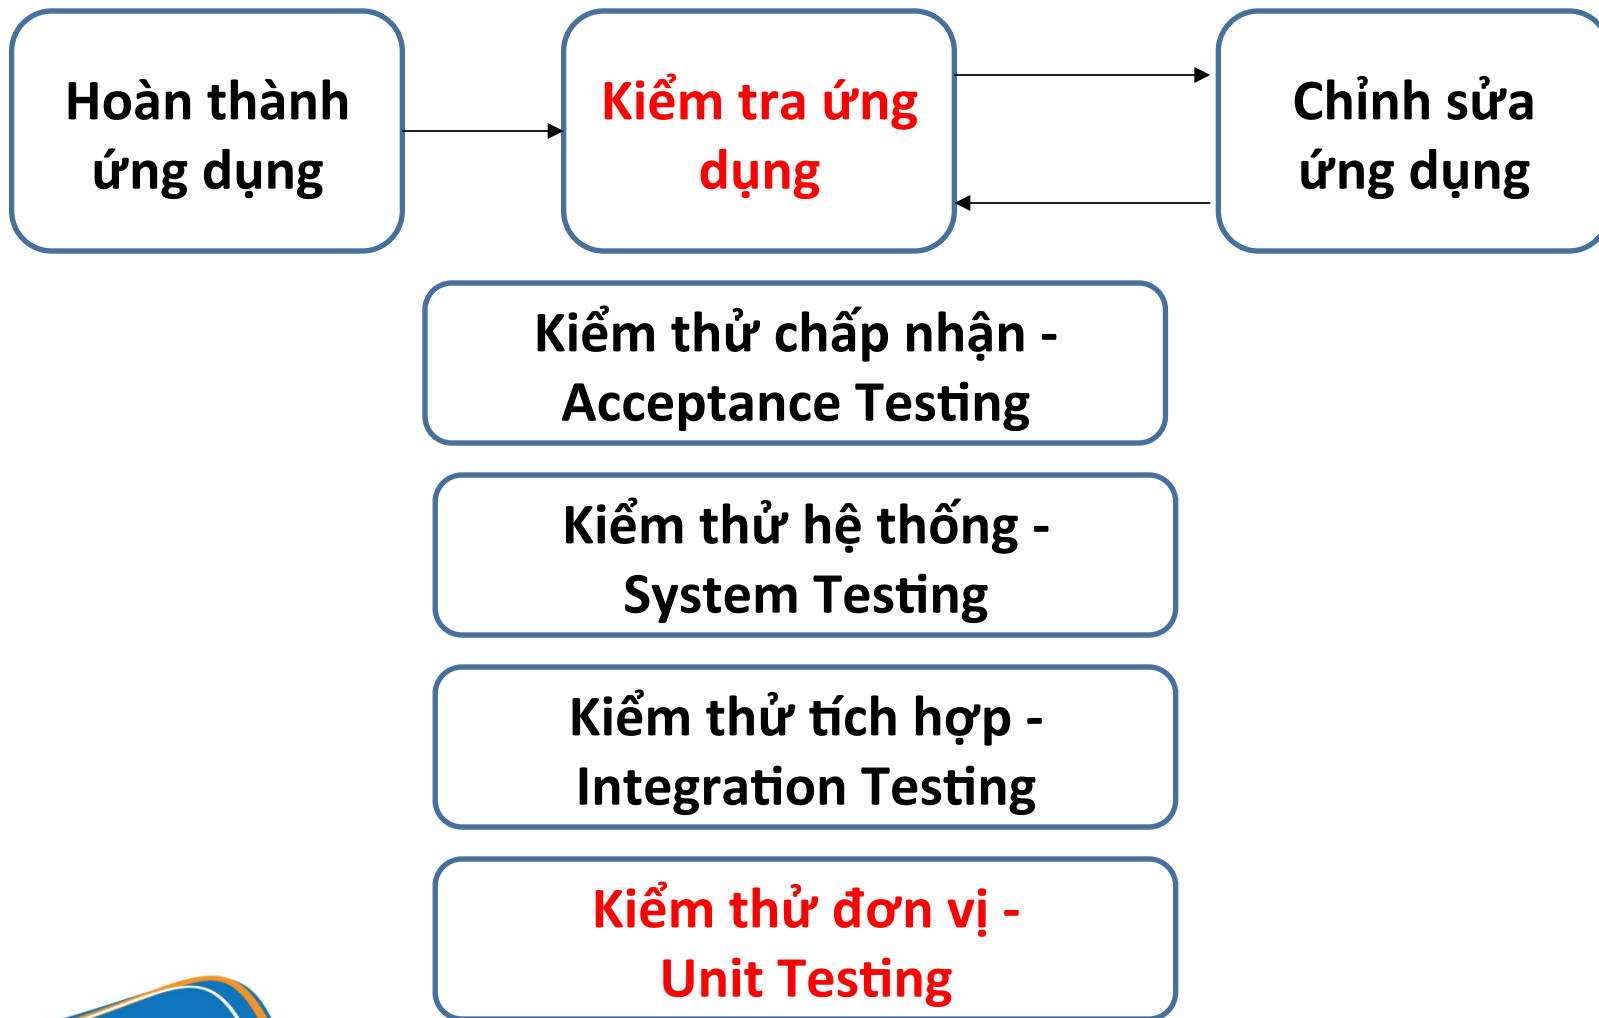 Hoàn thành
ứng dụng
Kiểm tra ứng
dụng
Chỉnh sửa
ứng dụng
Kiểm thử chấp nhận -
Acceptance Testing
Kiểm thử hệ thống -
System Testing
Kiểm thử tích hợp -
Integration Testing
Kiểm thử đơn vị -
Unit Testing